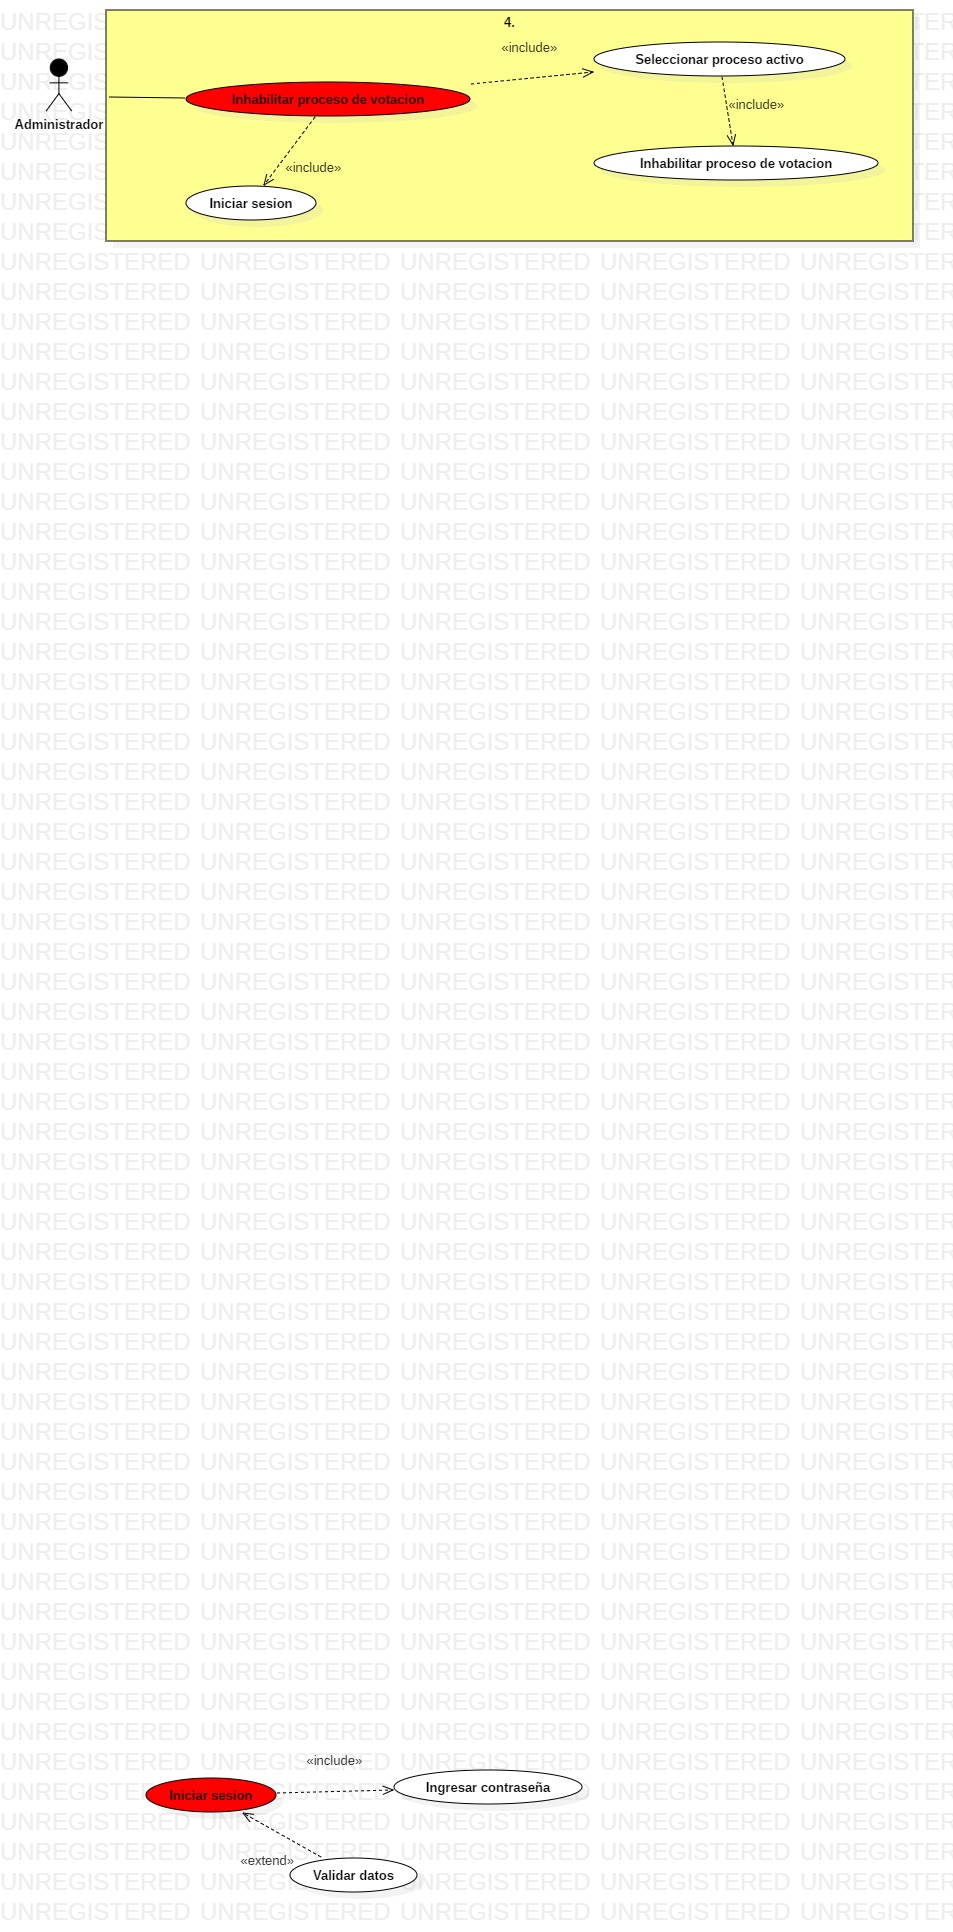 4.
«include»
Seleccionar proceso activo
Inhabilitar proceso de votacion
«include»
Administrador
Inhabilitar proceso de votacion
«include»
Iniciar sesion
UNREGISTERED UNREGISTERED UNREGISTERED UNREGISTERED UNREGISTER
«include»
Ingresar contraseña
Iniciar sesion
«extend»
Validar datos